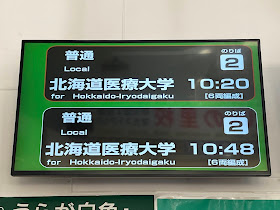 普通 のりば
Local 2
北海道医療大学 10:20
for Hokkaido-Iryodaigaku [6両編成]
普通 のりば
Local 2
北海道医療大学 10:48
for Hokkaido-Iryodaigaku [6両編成]